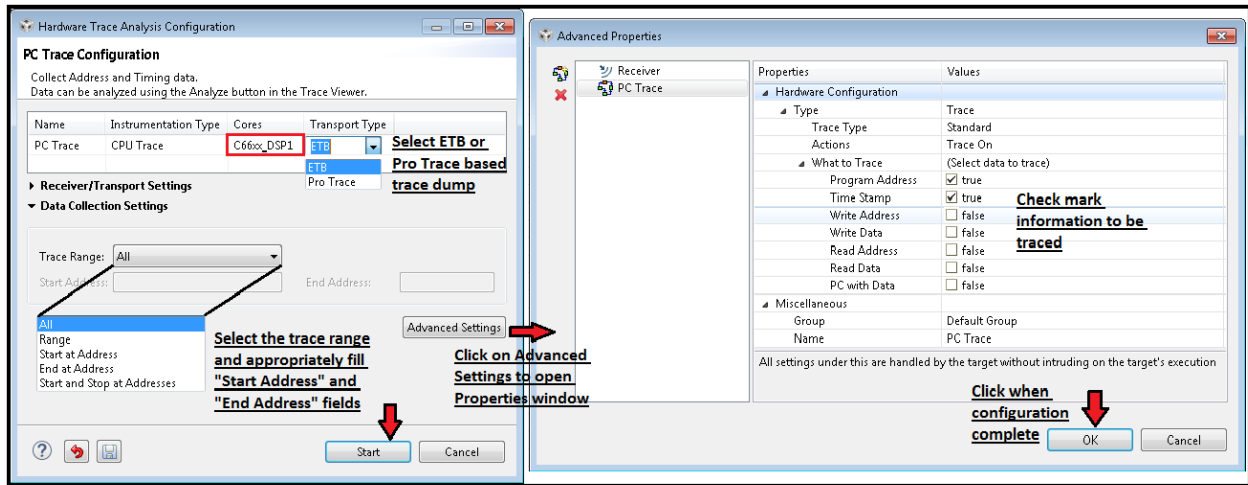 Hardware Trace Analysis Configuration
PC Trace Configuration
Collect Address and Timing data.
Data can be analyzed using the Analyze button in the Trace Viewer.
Name Instrumentation Type Cores Transport Type
PC Trace CPU Trace C66xx_DSP1 ETB
ETB
Pro Trace
Select ETB or
Pro Trace based
trace dump
Receiver/Transport Settings
Data Collection Settings
Trace Range: All
Start Address: End Address:
All
Range
Start at Address
End at Address
Start and Stop at Addresses
Select the trace range
and appropriately fill
"Start Address" and
"End Address" fields
Advanced Settings
Click on Advanced
Settings to open
Properties window
Start Cancel
Advanced Properties
Receiver
PC Trace
Properties Values
Hardware Configuration
Type Trace
Trace Type Standard
Actions Trace On
What to Trace (Select data to trace)
Program Address true
Time Stamp true
Write Address false
Write Data false
Read Address false
Read Data false
PC with Data false
Check mark
information to be
traced
Miscellaneous
Group Default Group
Name PC Trace
All settings under this are handled by the target without intruding on the target's execution
Click when
configuration
complete
OK Cancel